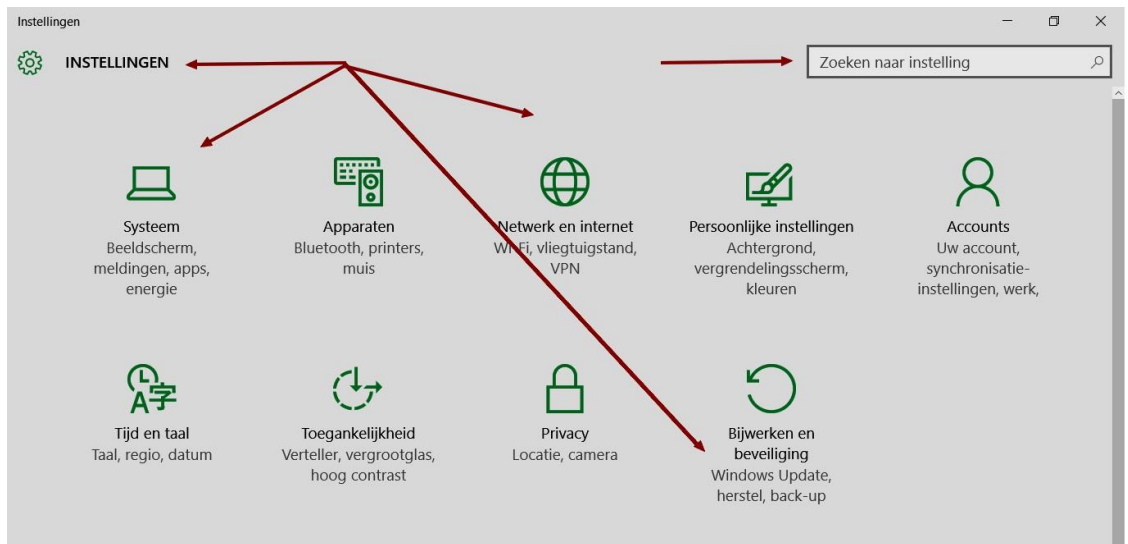 Instellingen
INSTELLINGEN
Zoeken naar instelling
Systeem
Beeldscherm,
meldingen, apps,
energie
Apparaten
Bluetooth, printers,
muis
Netwerk en internet
Wi-Fi, vliegtuigstand,
VPN
Persoonlijke instellingen
Achtergrond,
vergrendelingsscherm,
kleuren
Accounts
Uw account,
synchronisatie-
instellingen, werk,
Tijd en taal
Taal, regio, datum
Toegankelijkheid
Verteller, vergrootglas,
hoog contrast
Privacy
Locatie, camera
Bijwerken en
beveiliging
Windows Update,
herstel, back-up